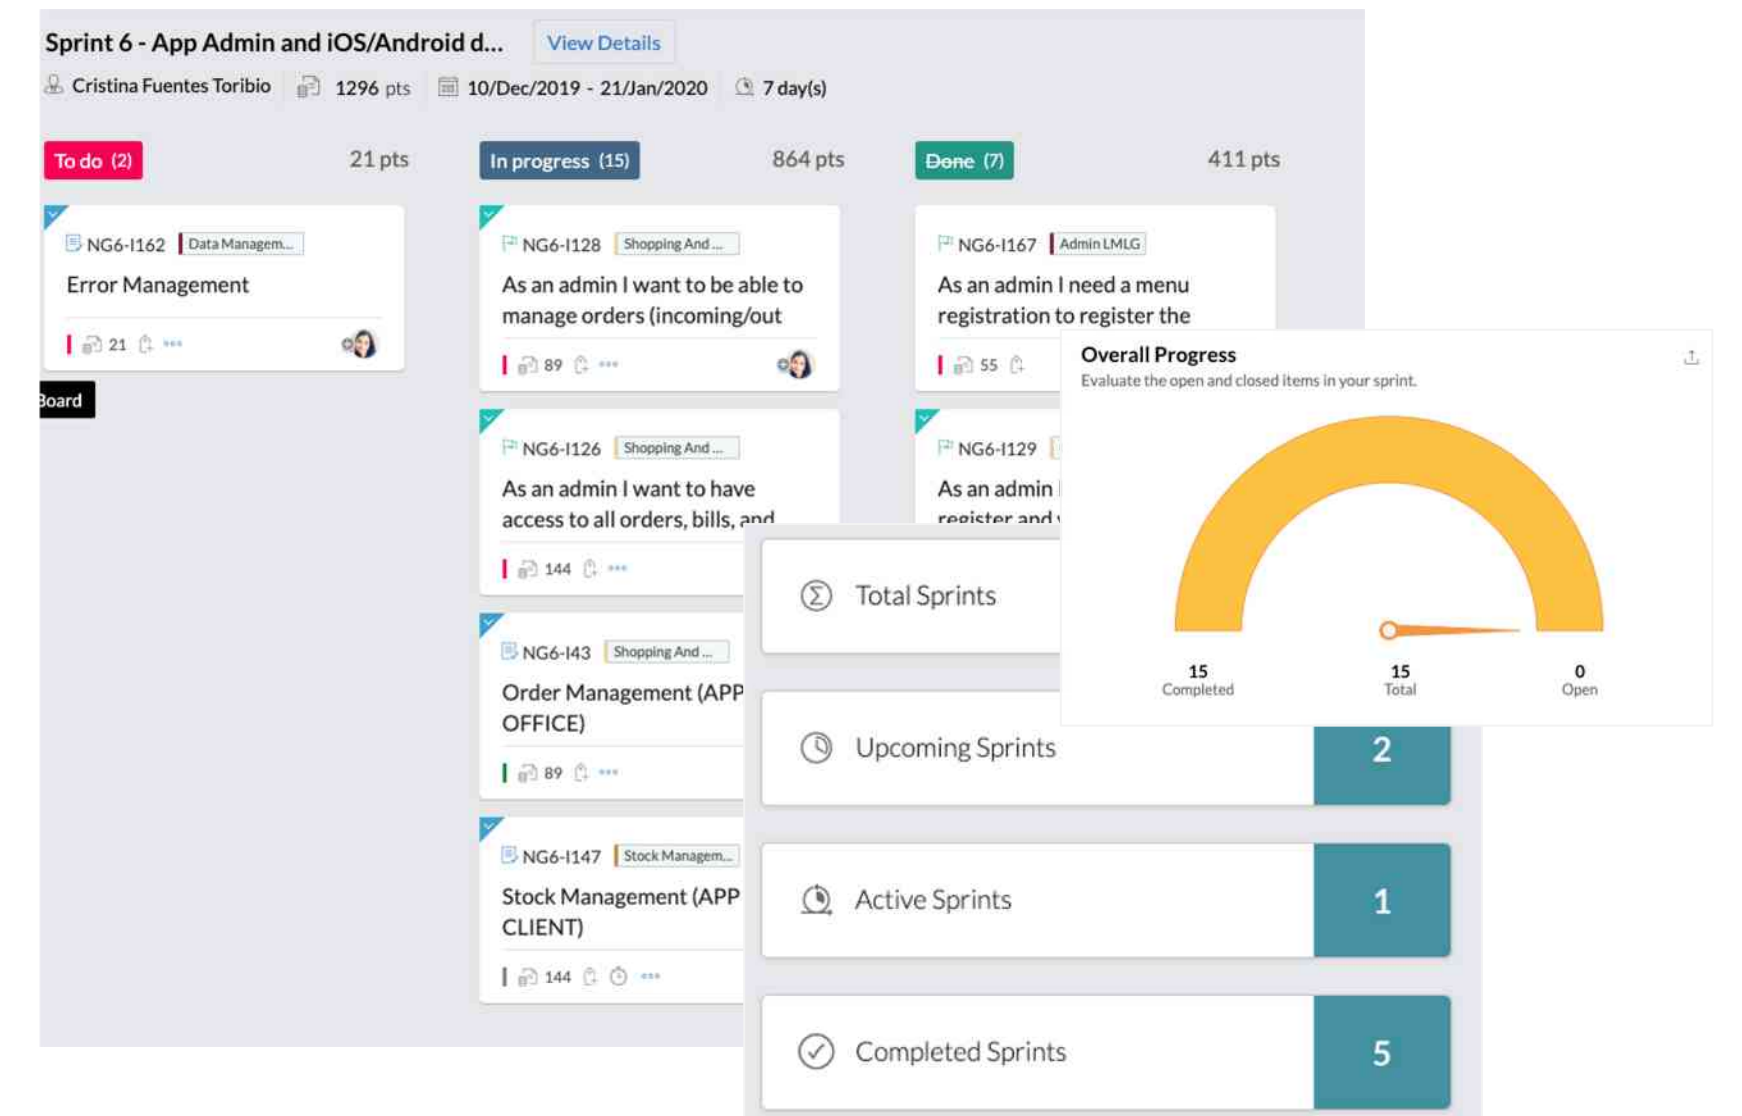 Sprint 6 - App Admin and iOS/Android d... View Details
Cristina Fuentes Toribio 1296 pts 10/Dec/2019 - 21/Jan/2020 7 day(s)
To do (2) 21 pts
NG6-I162 Data Managem...
Error Management
21
Board
In progress (15) 864 pts
NG6-I128 Shopping And ...
As an admin I want to be able to
manage orders (incoming/out
89
NG6-I126 Shopping And ...
As an admin I want to have
access to all orders, bills, and
144
NG6-I43 Shopping And ...
Order Management (APP
OFFICE)
89
NG6-I147 Stock Managem...
Stock Management (APP
CLIENT)
144
Done (7) 411 pts
NG6-I167 Admin LMLG
As an admin I need a menu
registration to register the
55
NG6-I129
As an admin
register and
Overall Progress
Evaluate the open and closed items in your sprint.
15 15 0
Completed Total Open
Total Sprints
Upcoming Sprints 2
Active Sprints 1
Completed Sprints 5